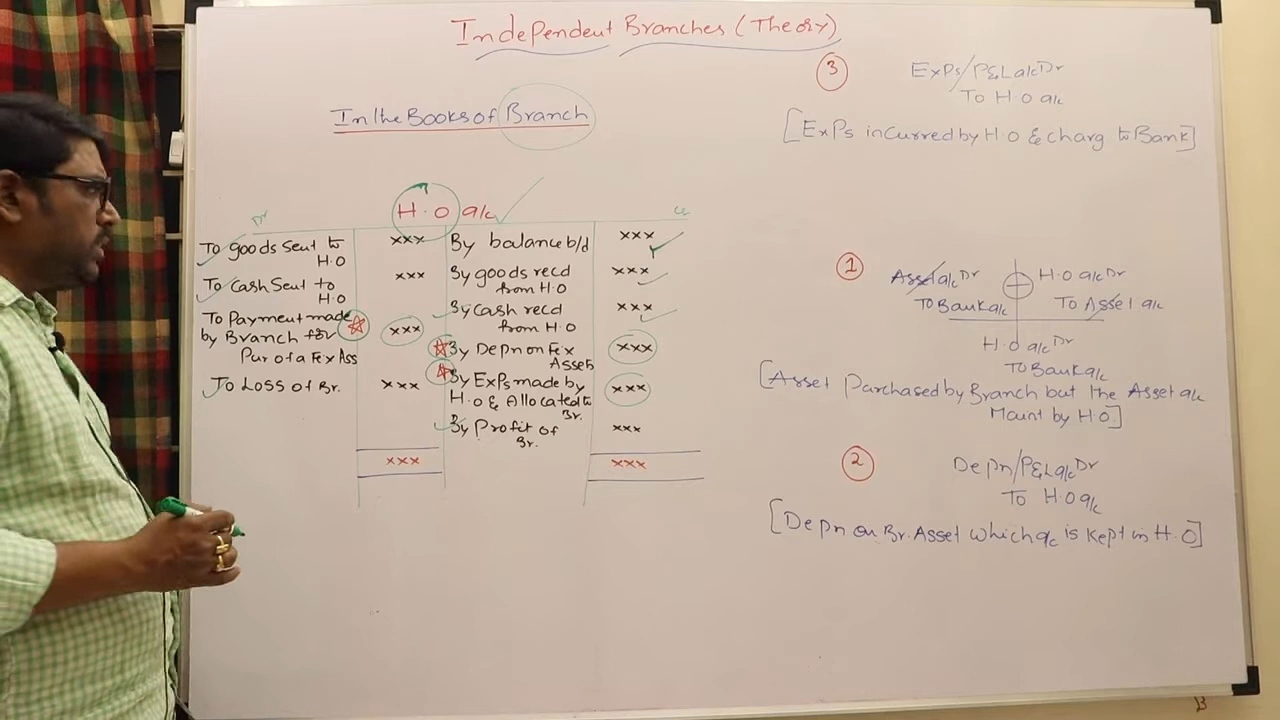 Independent Branches (Theory)
In the Books of Branch
Dr
H.O a/c
Cr
To goods sent to
H.O
xxx
To Cash Sent to
H.O
xxx
To Payment made
by Branch for
Pur of a Fix Ass
xxx
To Loss of Br.
xxx
xxx
By balance b/d
xxx
By goods recd
from H.O
xxx
By Cash recd
from H.O
xxx
By Depn on Fix
Assets
xxx
By Exps made by
H.O & Allocated to
Br.
xxx
By Profit of
Br.
xxx
xxx
3
Exps/P&L a/c Dr
To H.O a/c
[Exps incurred by H.O & Charg to Bank]
1
Asset a/c Dr
To Bank a/c
H.O a/c Dr
To Asset a/c
H.O a/c Dr
To Bank a/c
[Asset Purchased by Branch but the Asset a/c
Mount by H.O.]
2
Depn/P&L a/c Dr
To H.O a/c
[Depn on Br. Asset which a/c is kept in H.O]